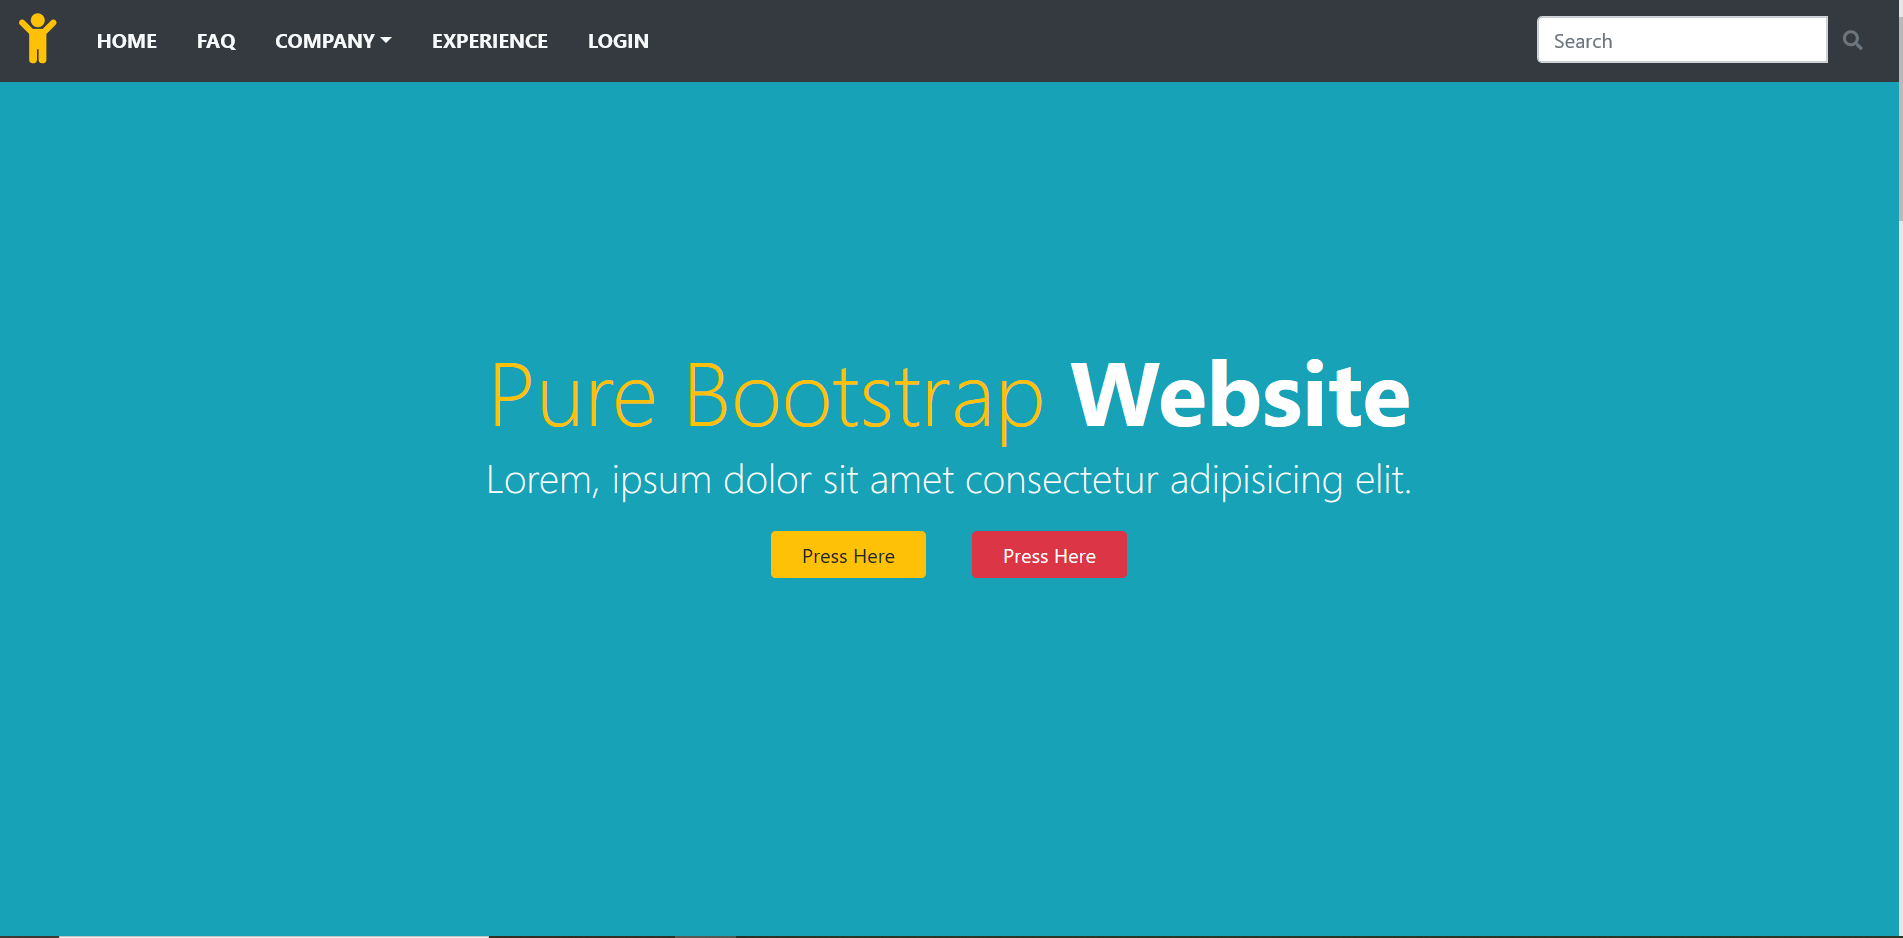 HOME FAQ COMPANY EXPERIENCE LOGIN Search
Pure Bootstrap Website
Lorem, ipsum dolor sit amet consectetur adipisicing elit.
Press Here Press Here